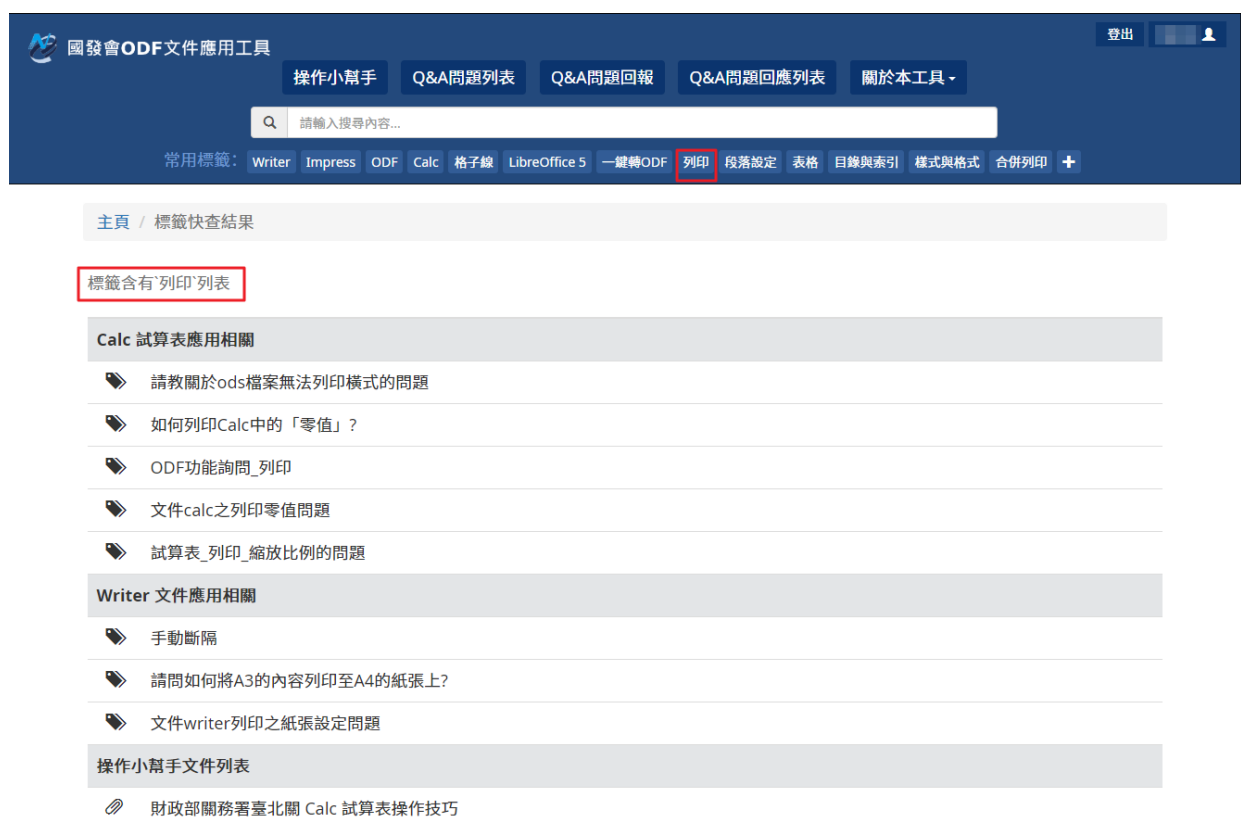 國發會ODF文件應用工具
登出
操作小幫手 Q&A問題列表 Q&A問題回報 Q&A問題回應列表 關於本工具
請輸入搜尋內容...
常用標籤： Writer Impress ODF Calc 格子線 LibreOffice 5 一鍵轉ODF 列印 段落設定 表格 目錄與索引 樣式與格式 合併列印 +
主頁 / 標籤快查結果
標籤含有`列印`列表
Calc 試算表應用相關
請教關於ods檔案無法列印橫式的問題
如何列印Calc中的「零值」?
ODF功能詢問_列印
文件calc之列印零值問題
試算表_列印_縮放比例的問題
Writer 文件應用相關
手動斷隔
請問如何將A3的內容列印至A4的紙張上?
文件writer列印之紙張設定問題
操作小幫手文件列表
財政部關務署臺北關 Calc 試算表操作技巧